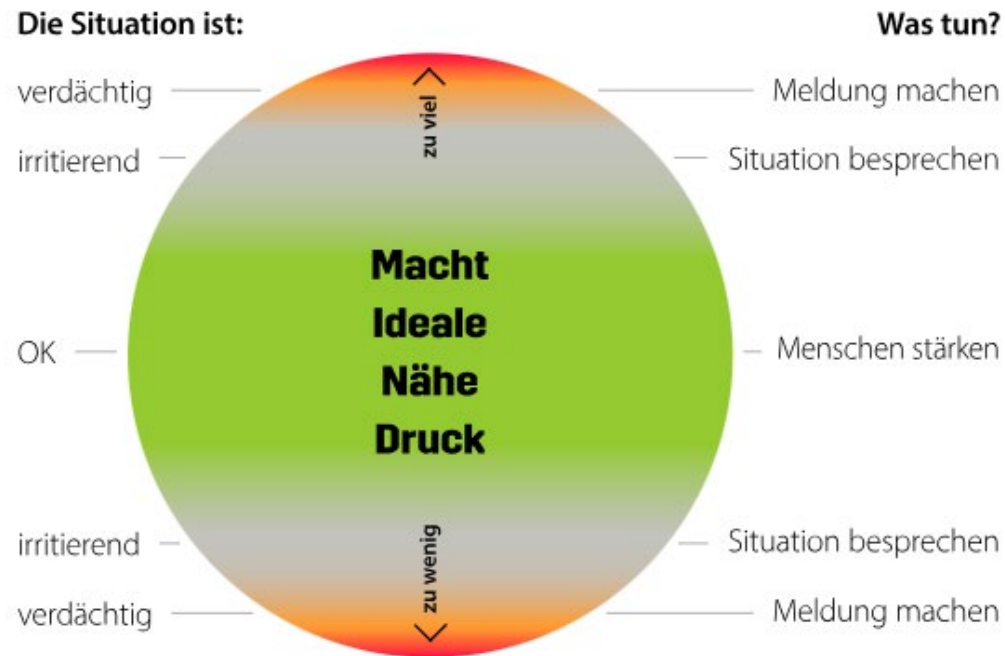 Die Situation ist:
Was tun?
verdächtig
zu viel
Meldung machen
irritierend
Situation besprechen
Macht
Ideale
OK
Menschen stärken
Nähe
Druck
irritierend
zu wenig
Situation besprechen
verdächtig
Meldung machen